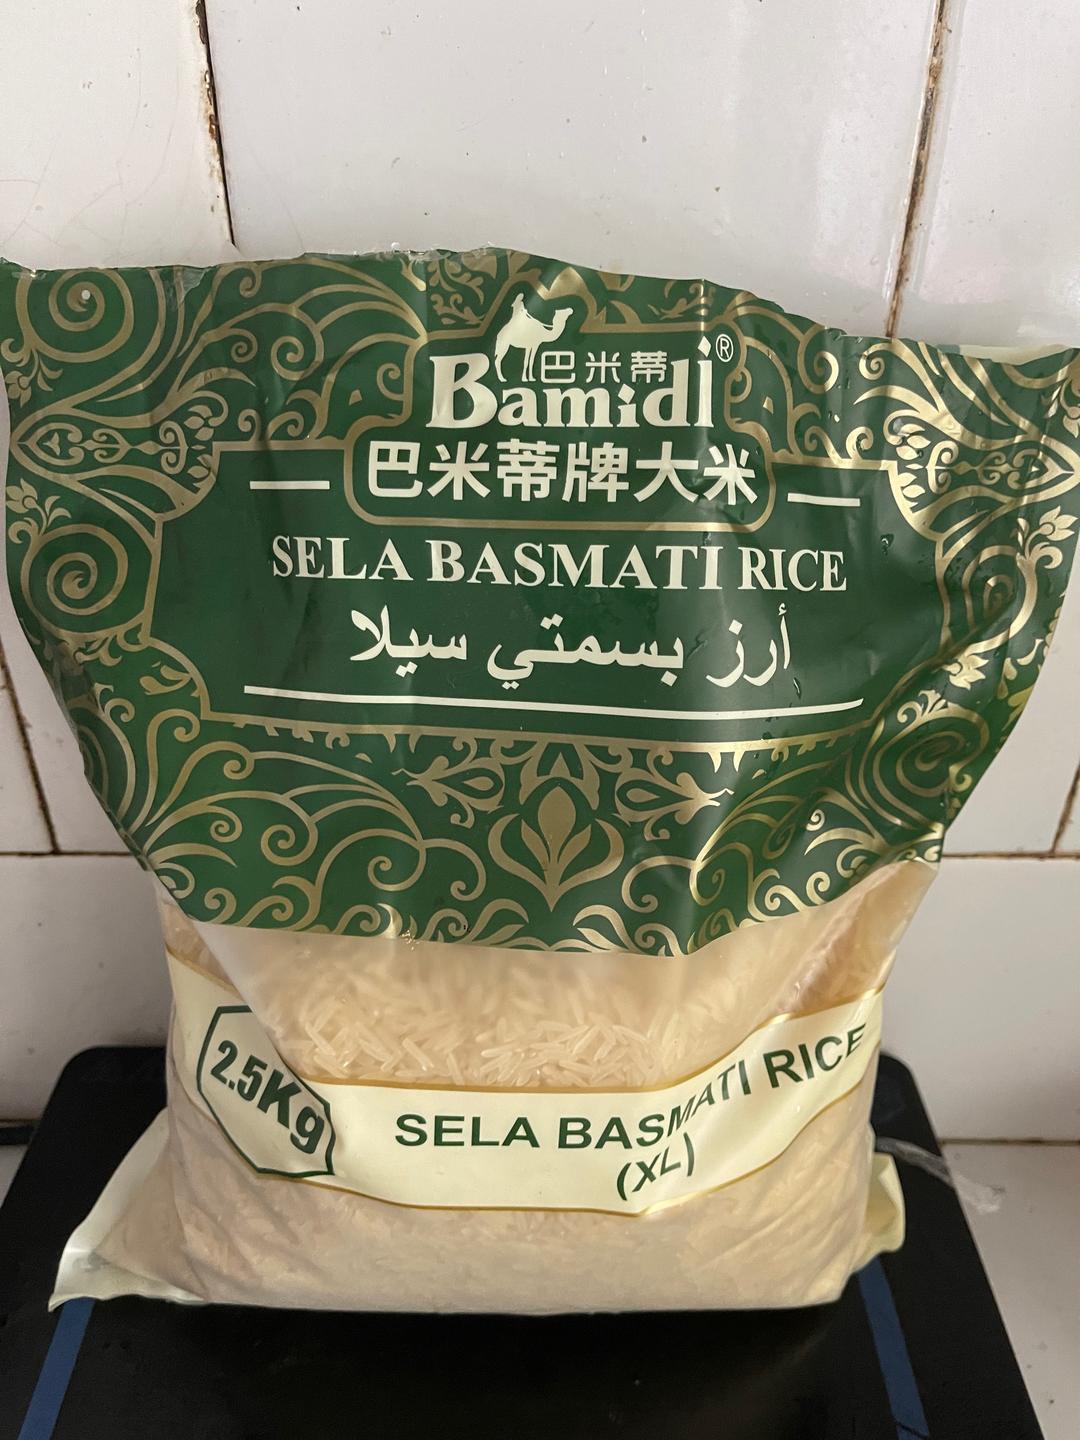 巴米蒂
Bamidi®
巴米蒂牌大米
SELA BASMATI RICE
أرز بسمتي سيلا
2.5Kg
SELA BASMATI RICE
(XL)